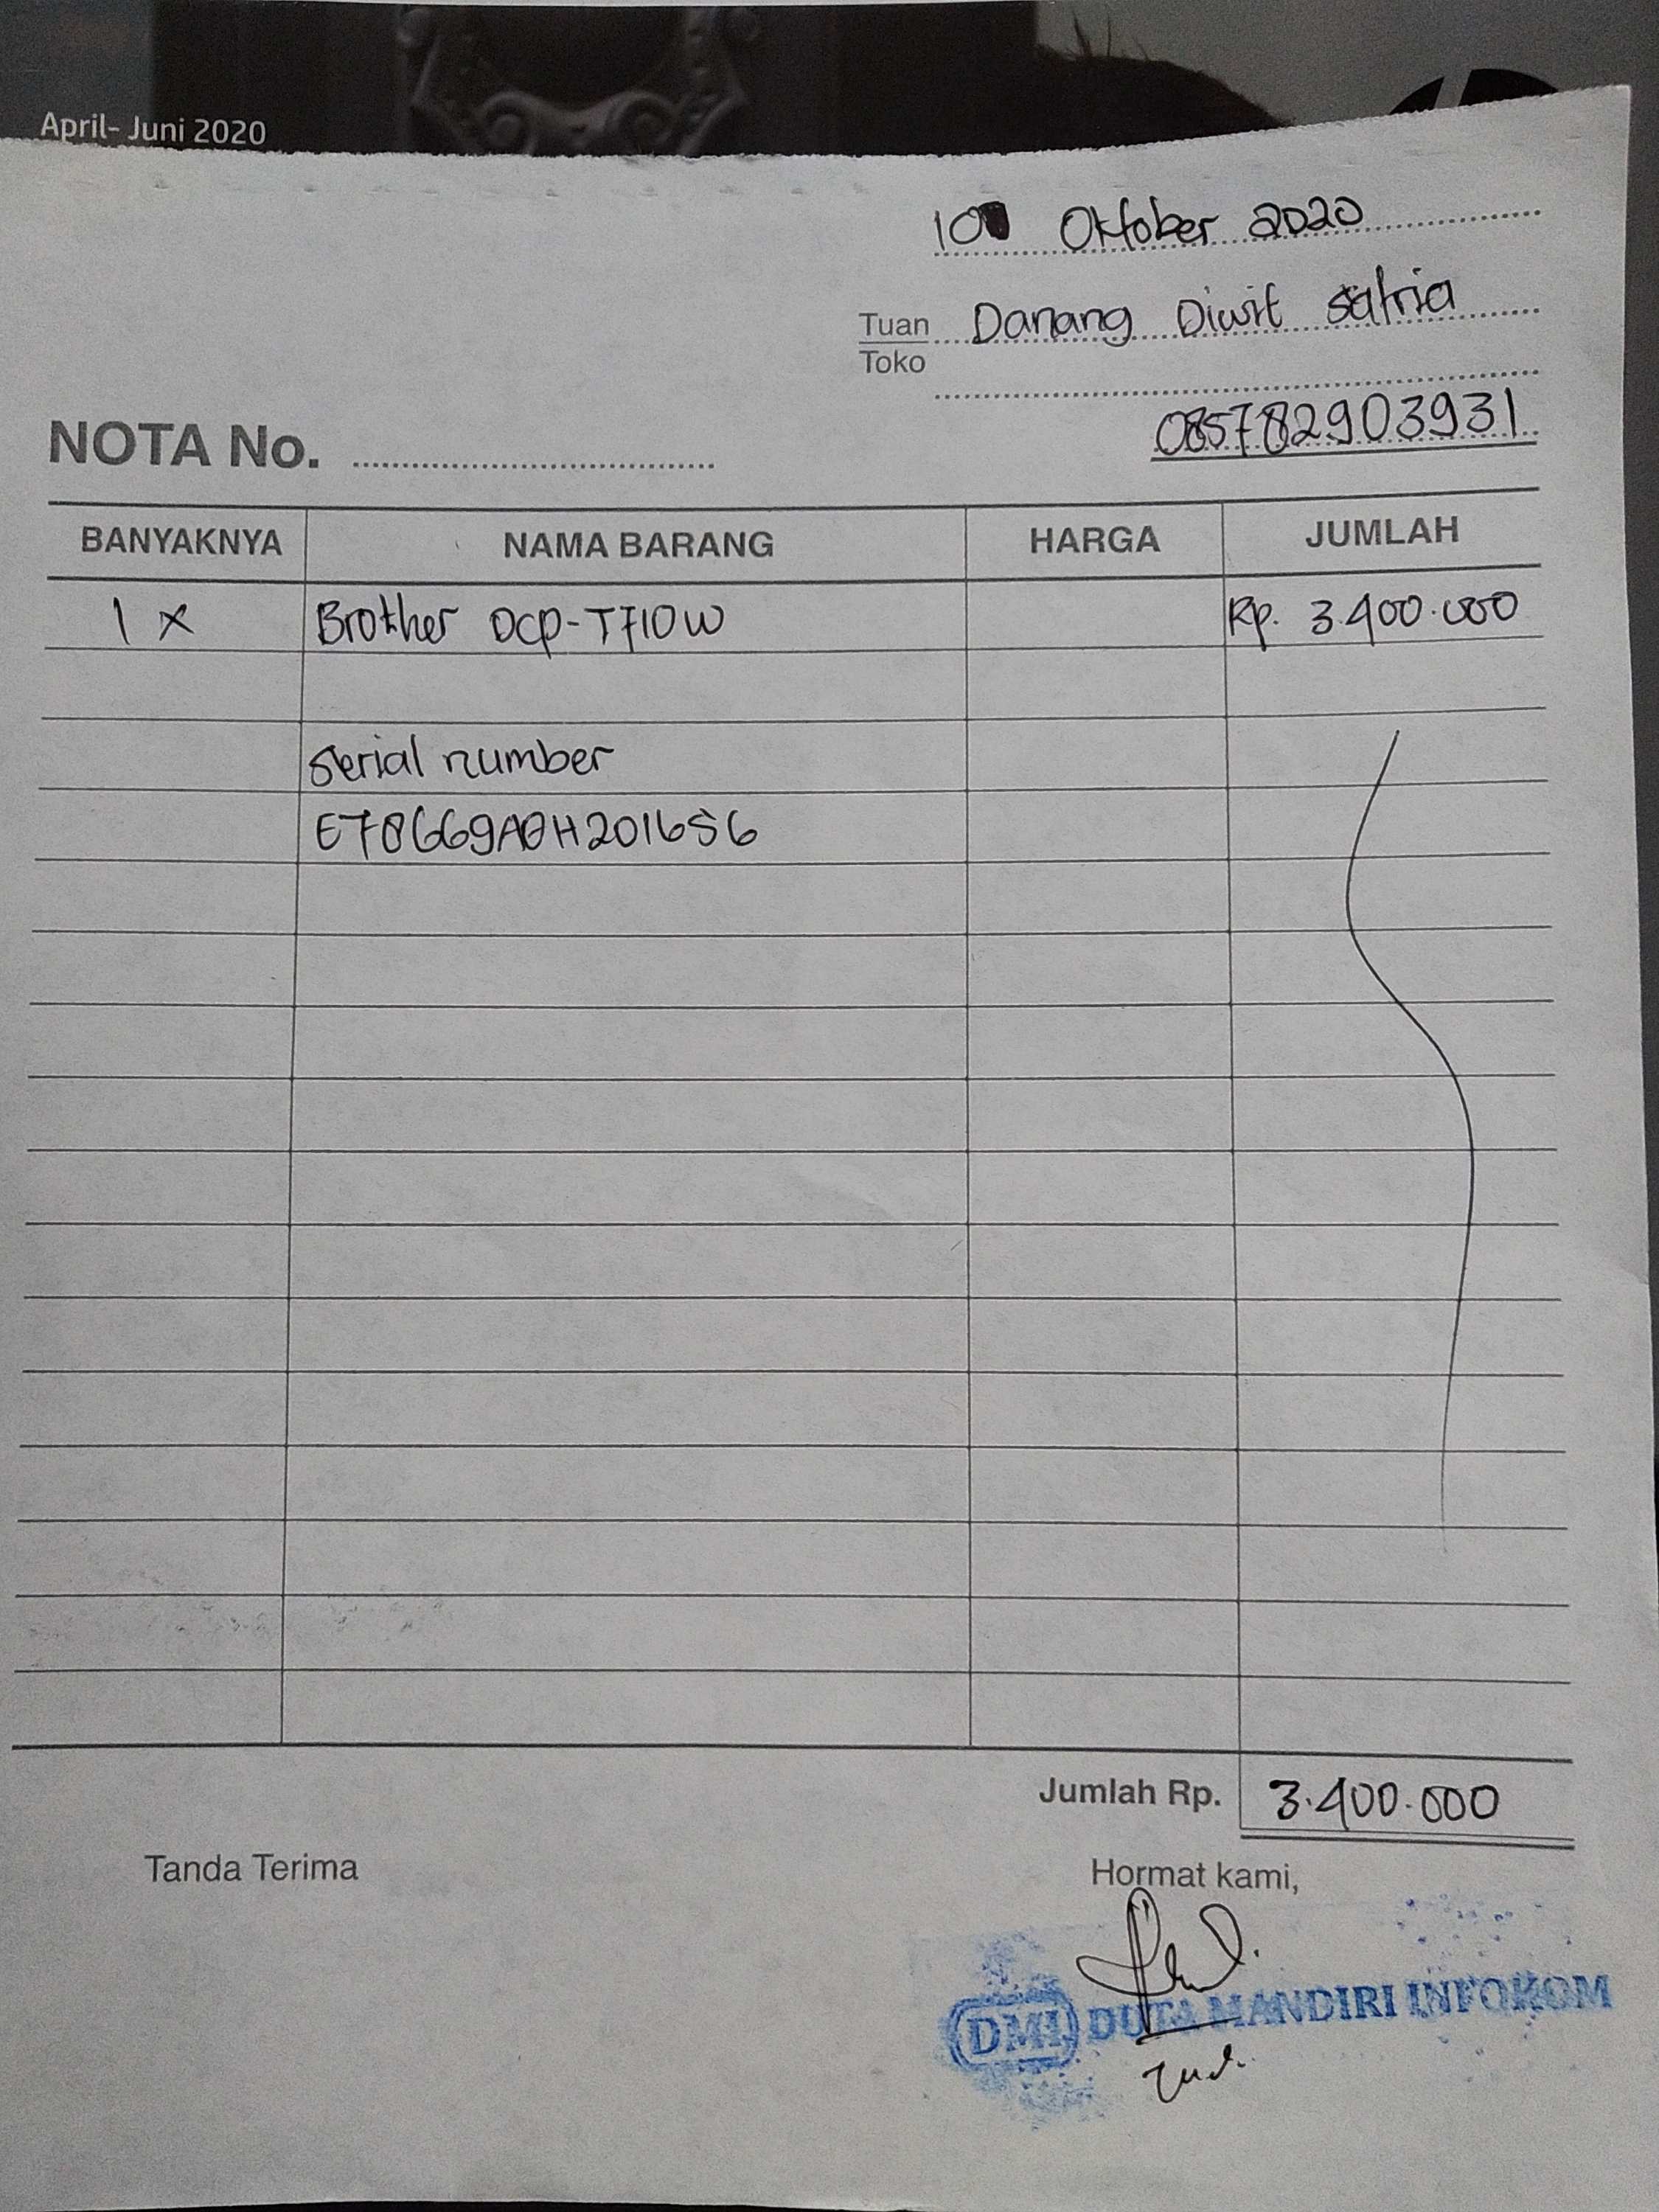 April- Juni 2020
10 Oktober 2020
Tuan Danang Diwit Satria
Toko
085782903931
NOTA No.
BANYAKNYA NAMA BARANG HARGA JUMLAH
1 x Brother DCP-T710W Rp. 3.400.000
Serial number
E78669A0H201656
Jumlah Rp. 3.400.000
Tanda Terima Hormat kami,
DMI DUTA MANDIRI INFOKOM